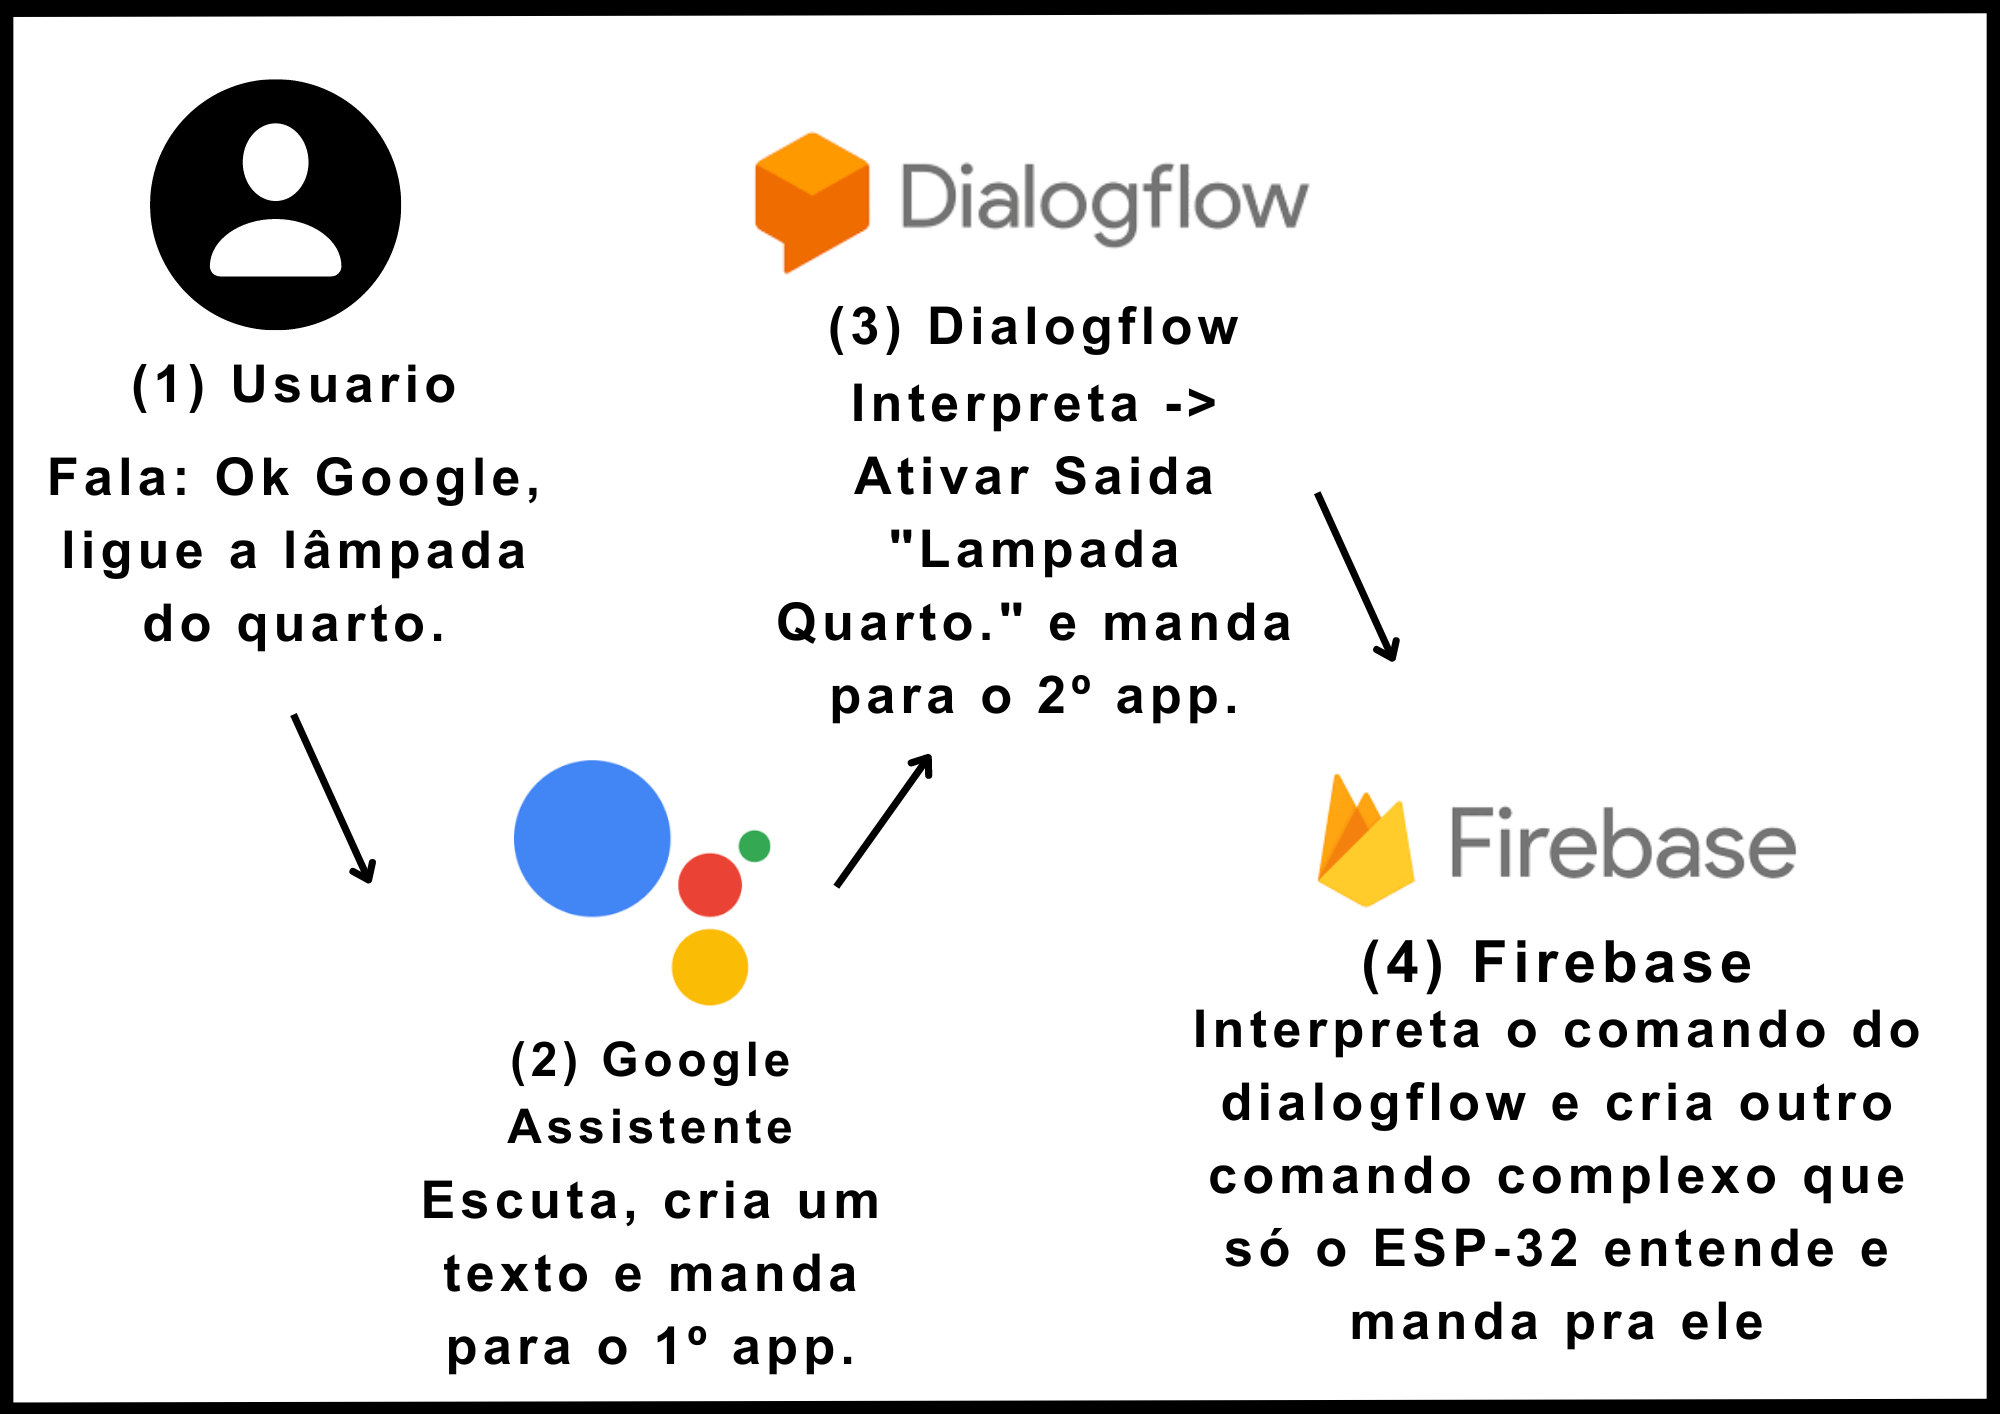 (1) Usuario
Fala: Ok Google,
ligue a lâmpada
do quarto.
(2) Google
Assistente
Escuta, cria um
texto e manda
para o 1º app.
Dialogflow
(3) Dialogflow
Interpreta ->
Ativar Saida
"Lampada
Quarto." e manda
para o 2º app.
Firebase
(4) Firebase
Interpreta o comando do
dialogflow e cria outro
comando complexo que
só o ESP-32 entende e
manda pra ele